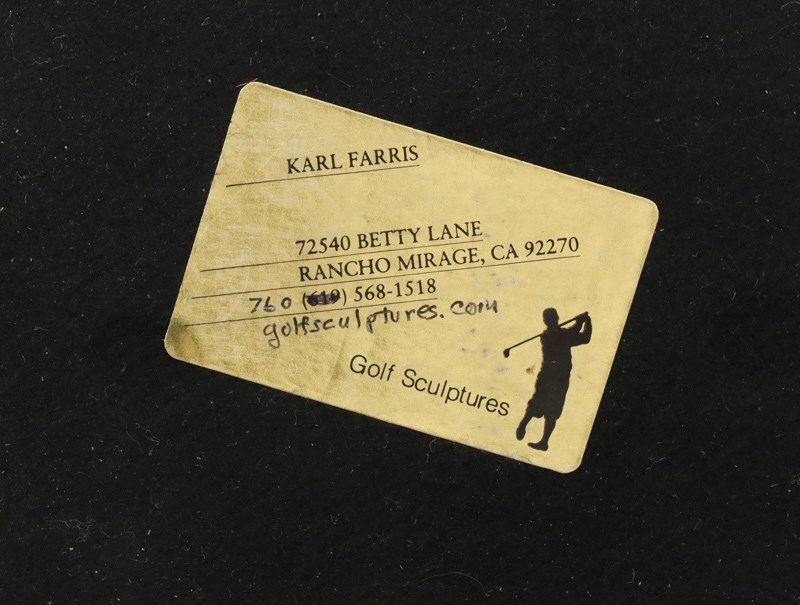 KARL FARRIS
72540 BETTY LANE
RANCHO MIRAGE, CA 92270
760 (619) 568-1518
golfsculptures.com
Golf Sculptures